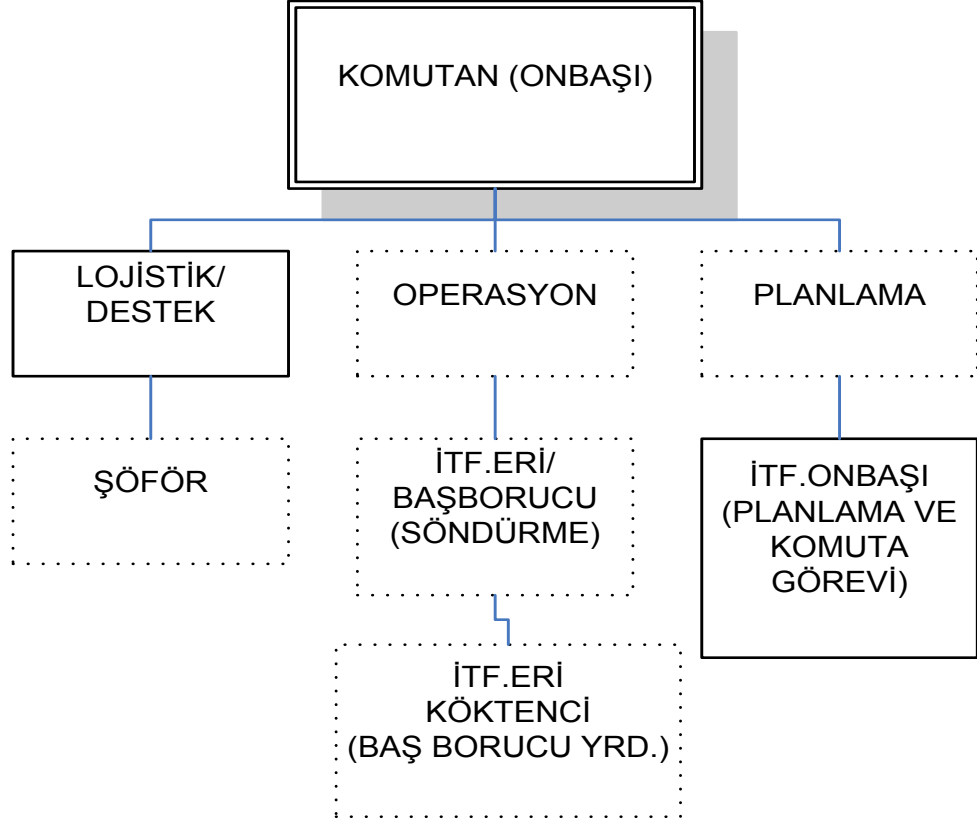 KOMUTAN (ONBAŞI)
LOJİSTİK/
DESTEK
OPERASYON
PLANLAMA
ŞÖFÖR
İTF.ERİ/
BAŞBORUCU
(SÖNDÜRME)
İTF.ONBAŞI
(PLANLAMA VE
KOMUTA
GÖREVİ)
İTF.ERİ
KÖKTENCİ
(BAŞ BORUCU YRD.)